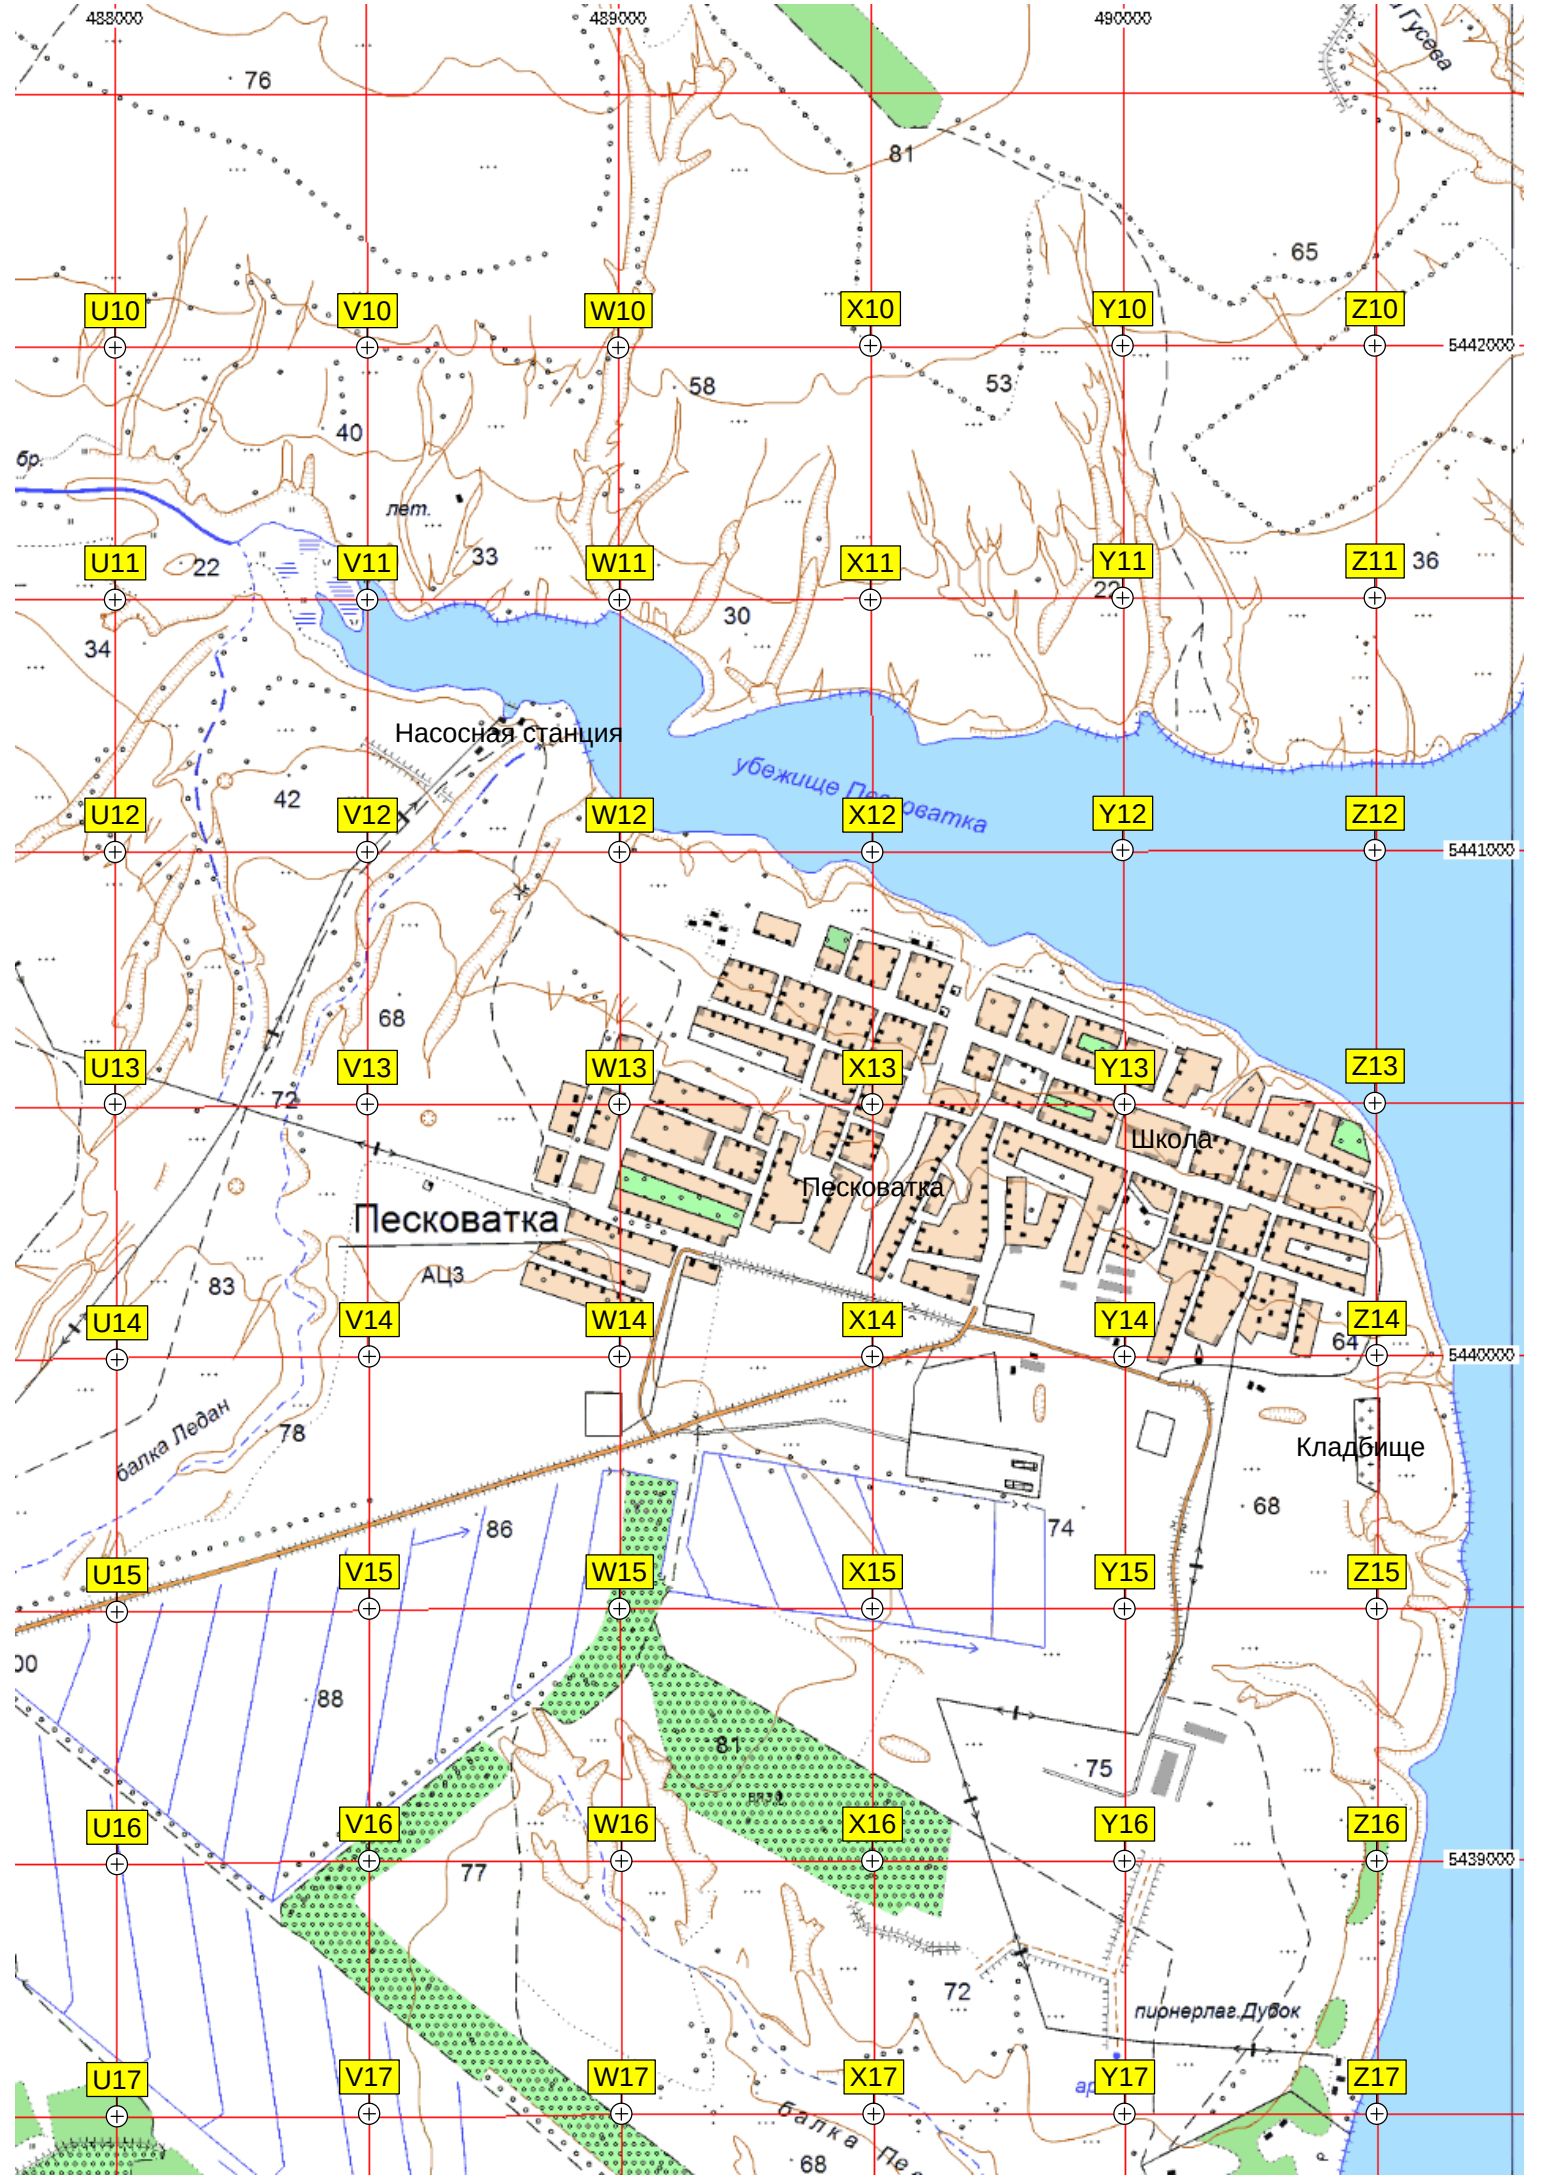 488000 489000 490000
Гусева
76
81
65
U10 V10 W10 X10 Y10 Z10
5442000
58 53
40
бр.
лет.
33 36
22
U11 V11 W11 X11 Y11 Z11
22
30
34
Насосная станция
убежище Песковатка
42
U12 V12 W12 X12 Y12 Z12
5441000
68
U13 V13 W13 X13 Y13 Z13
72
Школа
Песковатка
Песковатка
АЦЗ
83
U14 V14 W14 X14 Y14 Z14
64
5440000
балка Ледан
78
Кладбище
86 74 68
U15 V15 W15 X15 Y15 Z15
00
88
81
75
U16 V16 W16 X16 Y16 Z16
5439000
77
72
пионерлаг.Дубок
U17 V17 W17 X17 Y17 Z17
ар
балка Пес
68